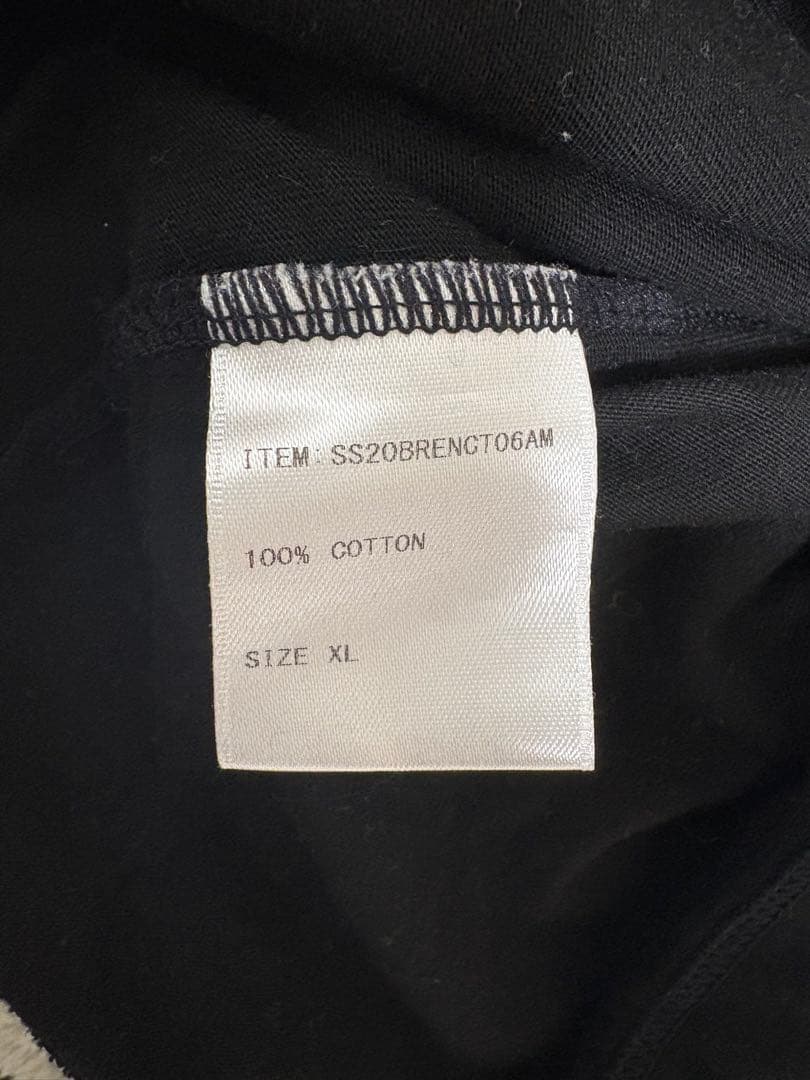 ITEM: SS20BRENCT06AM
100% COTTON
SIZE XL